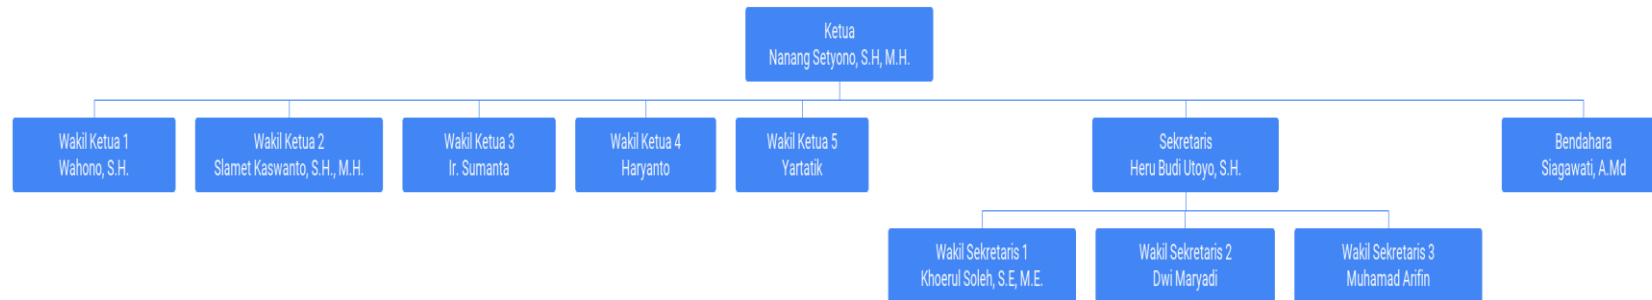 Ketua
Nanang Setyono, S.H, M.H.
Wakil Ketua 1
Wahono, S.H.
Wakil Ketua 2
Slamet Kaswanto, S.H., M.H.
Wakil Ketua 3
Ir. Sumanta
Wakil Ketua 4
Haryanto
Wakil Ketua 5
Yartatik
Sekretaris
Heru Budi Utoyo, S.H.
Bendahara
Siagawati, A.Md
Wakil Sekretaris 1
Khoerul Soleh, S.E, M.E.
Wakil Sekretaris 2
Dwi Maryadi
Wakil Sekretaris 3
Muhamad Arifin